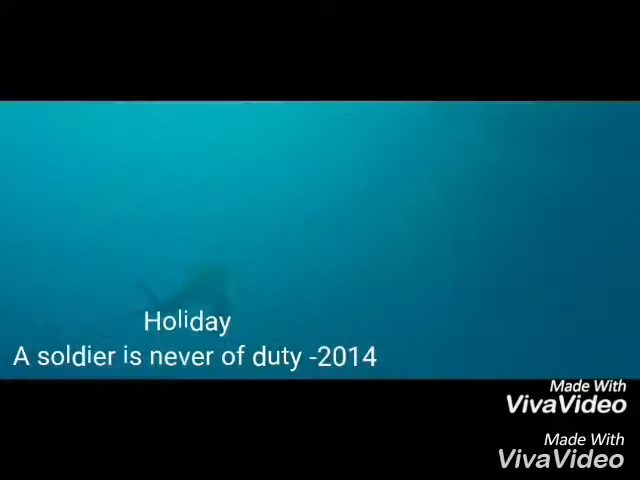 Holiday
A soldier is never of duty -2014
Made With
VivaVideo
Made With
VivaVideo